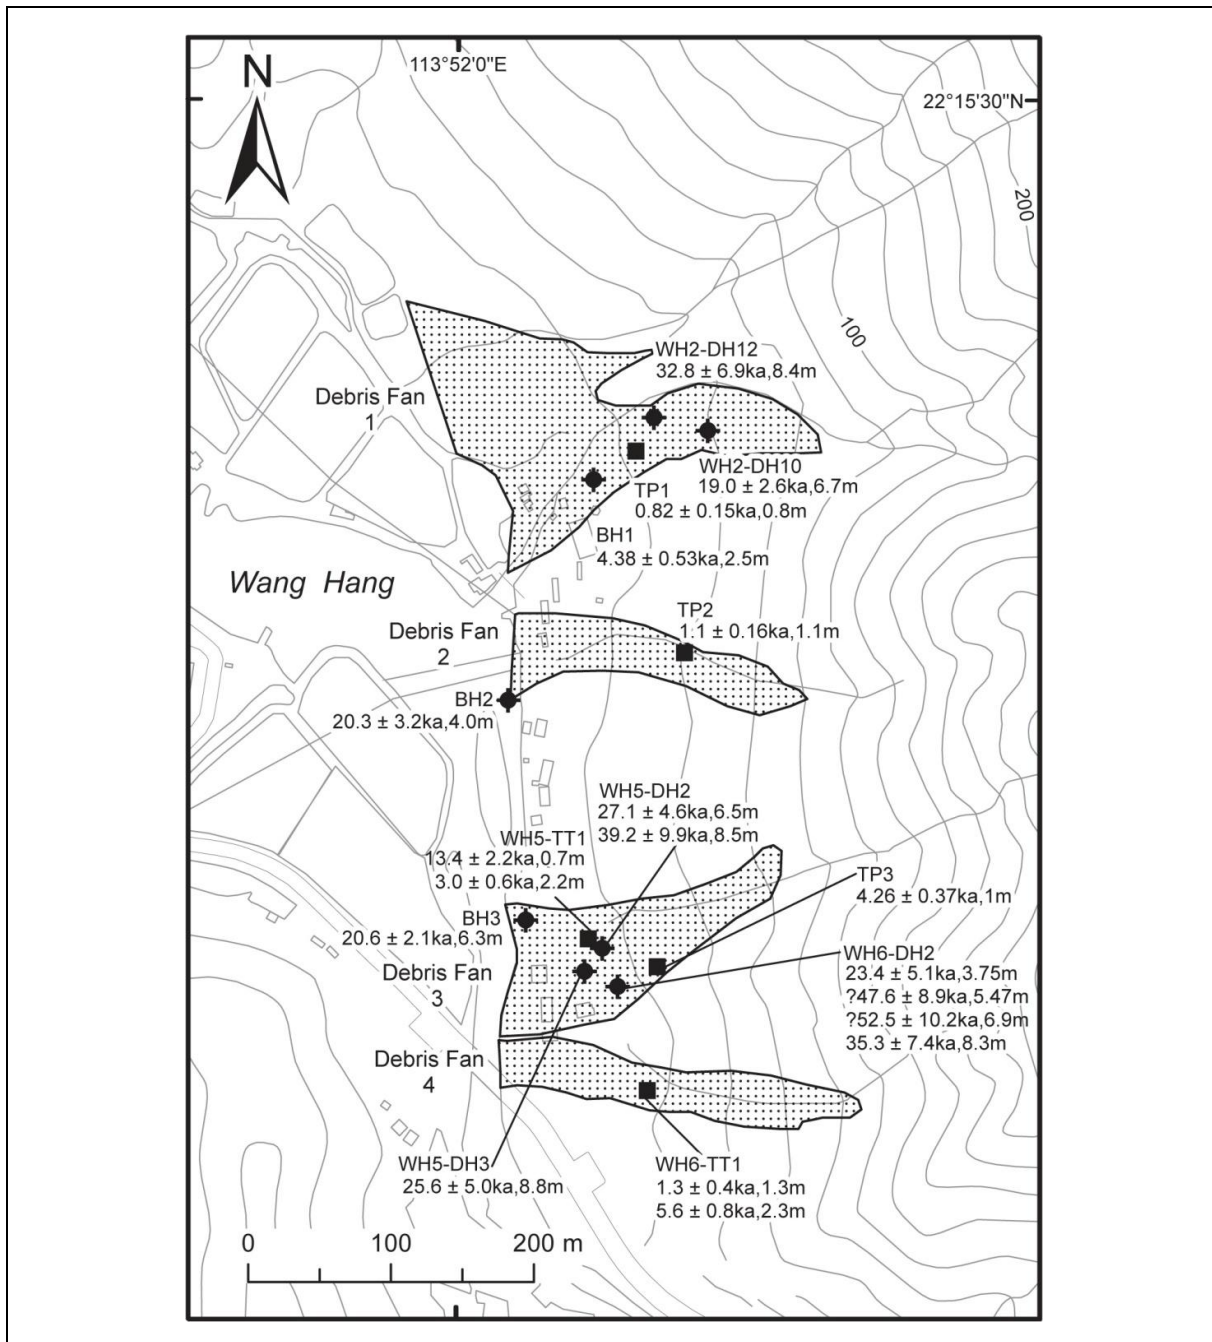 N
113°52'0"E
22°15'30"N
200
100
WH2-DH12
32.8 ± 6.9ka,8.4m
Debris Fan
1
WH2-DH10
19.0 ± 2.6ka,6.7m
TP1
0.82 ± 0.15ka,0.8m
BH1
4.38 ± 0.53ka,2.5m
Wang Hang
TP2
1.1 ± 0.16ka,1.1m
Debris Fan
2
BH2
20.3 ± 3.2ka,4.0m
WH5-DH2
27.1 ± 4.6ka,6.5m
39.2 ± 9.9ka,8.5m
WH5-TT1
13.4 ± 2.2ka,0.7m
3.0 ± 0.6ka,2.2m
TP3
4.26 ± 0.37ka,1m
BH3
20.6 ± 2.1ka,6.3m
WH6-DH2
23.4 ± 5.1ka,3.75m
?47.6 ± 8.9ka,5.47m
?52.5 ± 10.2ka,6.9m
35.3 ± 7.4ka,8.3m
Debris Fan
3
Debris Fan
4
WH5-DH3
25.6 ± 5.0ka,8.8m
WH6-TT1
1.3 ± 0.4ka,1.3m
5.6 ± 0.8ka,2.3m
0 100 200 m